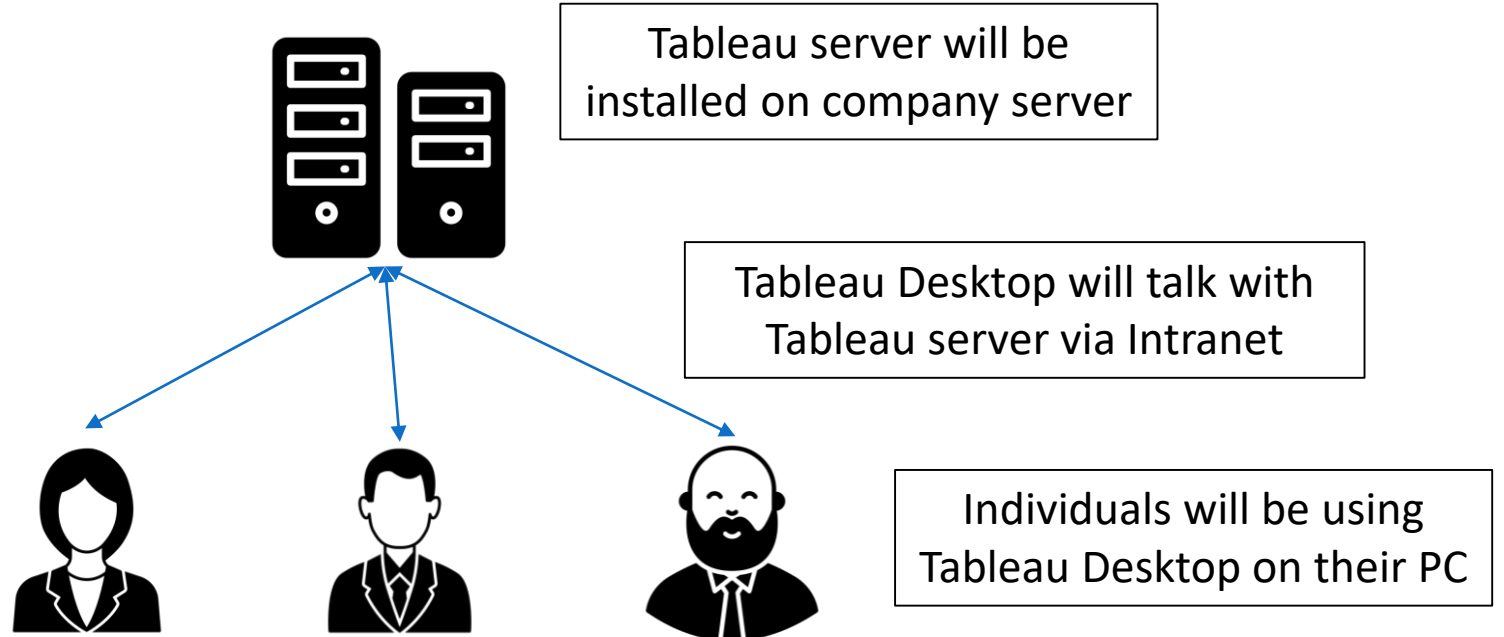 Tableau server will be
installed on company server
Tableau Desktop will talk with
Tableau server via Intranet
Individuals will be using
Tableau Desktop on their PC